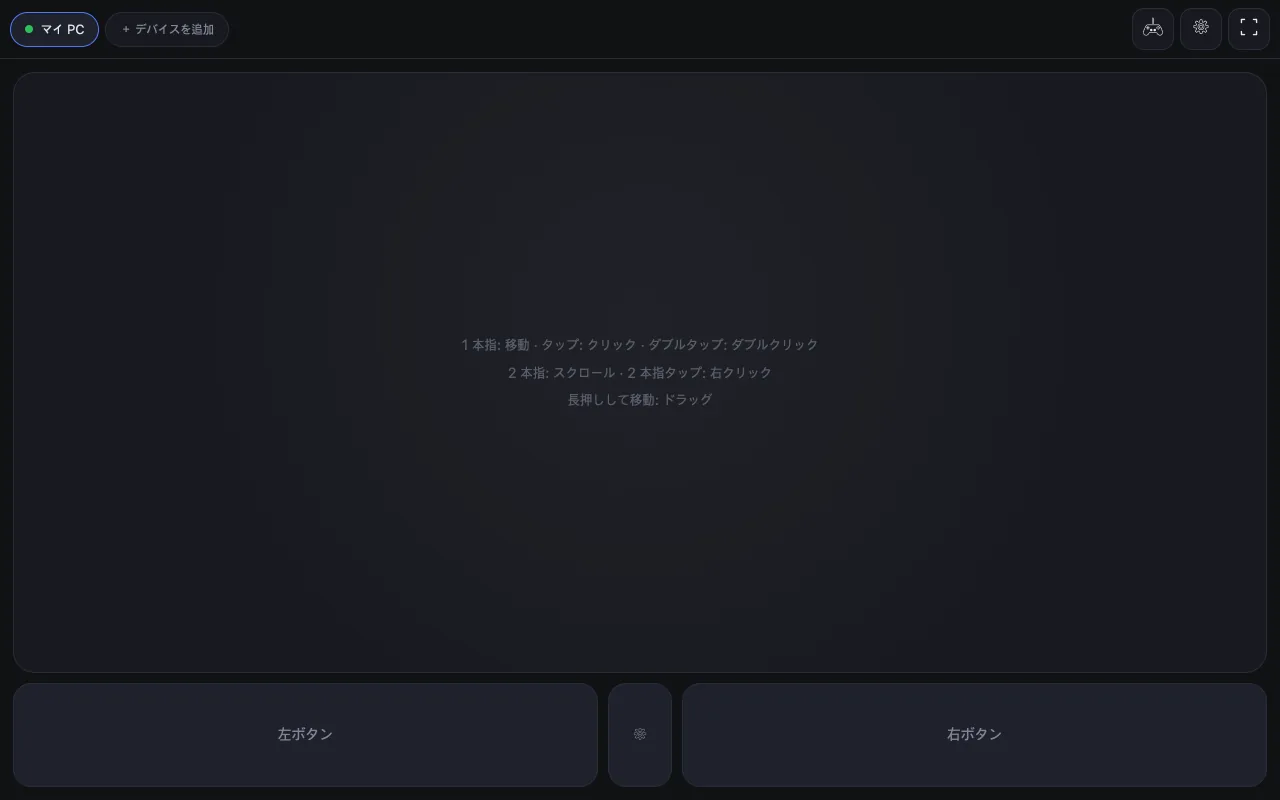 マイ PC
+ デバイスを追加
1 本指: 移動 · タップ: クリック · ダブルタップ: ダブルクリック
2 本指: スクロール · 2 本指タップ: 右クリック
長押しして移動: ドラッグ
左ボタン
右ボタン